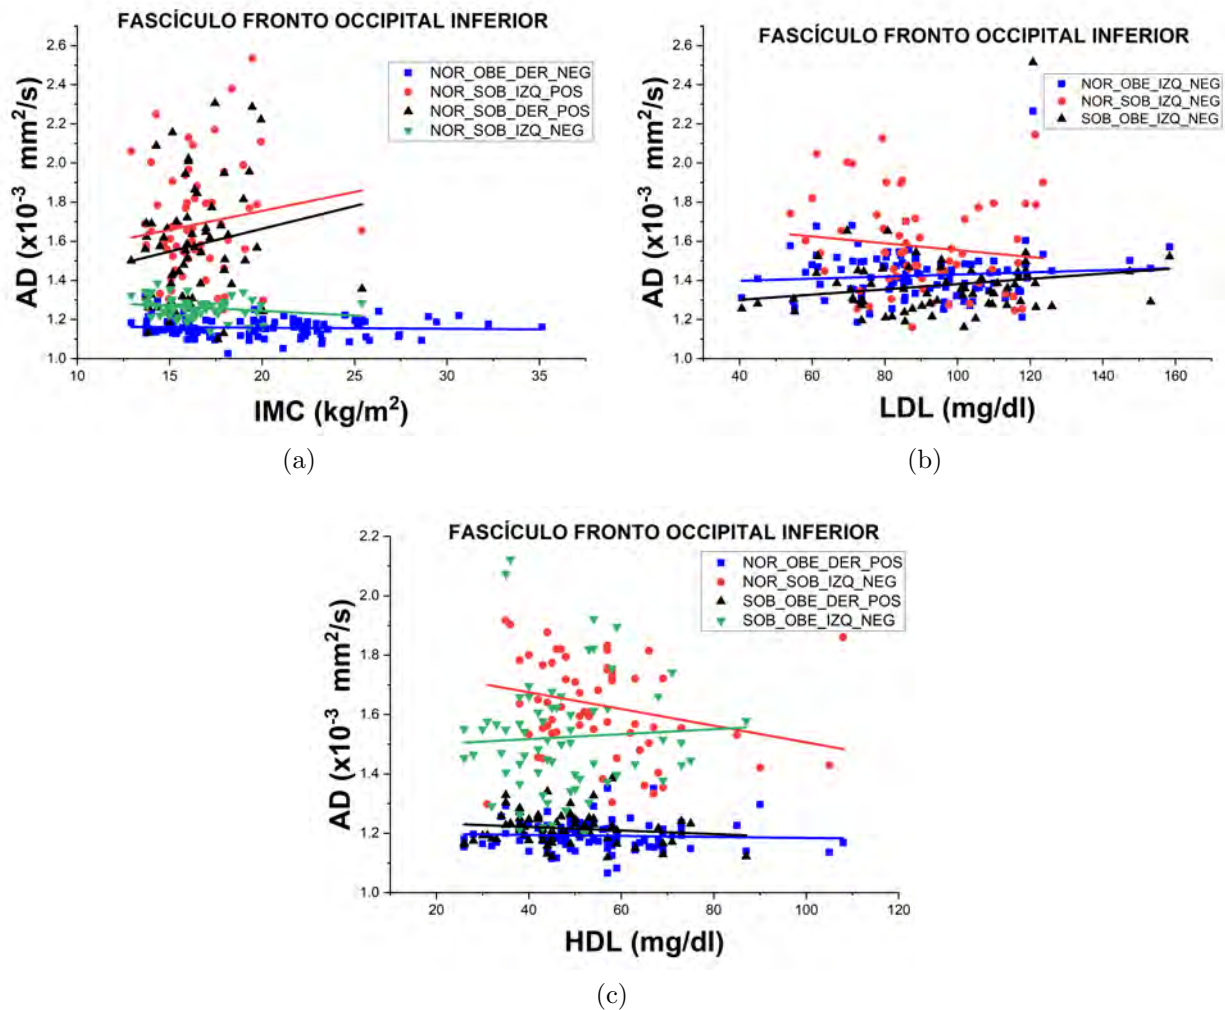 FASCÍCULO FRONTO OCCIPITAL INFERIOR
NOR_OBE_DER_NEG
NOR_SOB_IZQ_POS
NOR_SOB_DER_POS
NOR_SOB_IZQ_NEG
AD (x10⁻³ mm²/s)
2.6
2.4
2.2
2.0
1.8
1.6
1.4
1.2
1.0
10 15 20 25 30 35
IMC (kg/m²)
(a)
FASCÍCULO FRONTO OCCIPITAL INFERIOR
NOR_OBE_IZQ_NEG
NOR_SOB_IZQ_NEG
SOB_OBE_IZQ_NEG
AD (x10⁻³ mm²/s)
2.6
2.4
2.2
2.0
1.8
1.6
1.4
1.2
1.0
40 60 80 100 120 140 160
LDL (mg/dl)
(b)
FASCÍCULO FRONTO OCCIPITAL INFERIOR
NOR_OBE_DER_POS
NOR_SOB_IZQ_NEG
SOB_OBE_DER_POS
SOB_OBE_IZQ_NEG
AD (x10⁻³ mm²/s)
2.2
2.0
1.8
1.6
1.4
1.2
1.0
20 40 60 80 100 120
HDL (mg/dl)
(c)